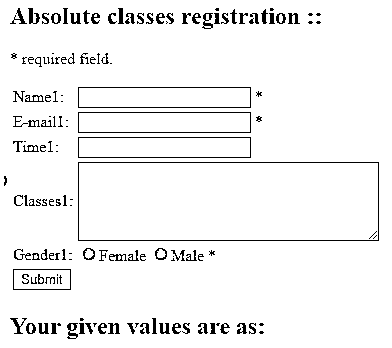 Absolute classes registration ::
* required field.
Name1: *
E-mail1: *
Time1:
Classes1:
Gender1: Female Male *
Submit
Your given values are as: